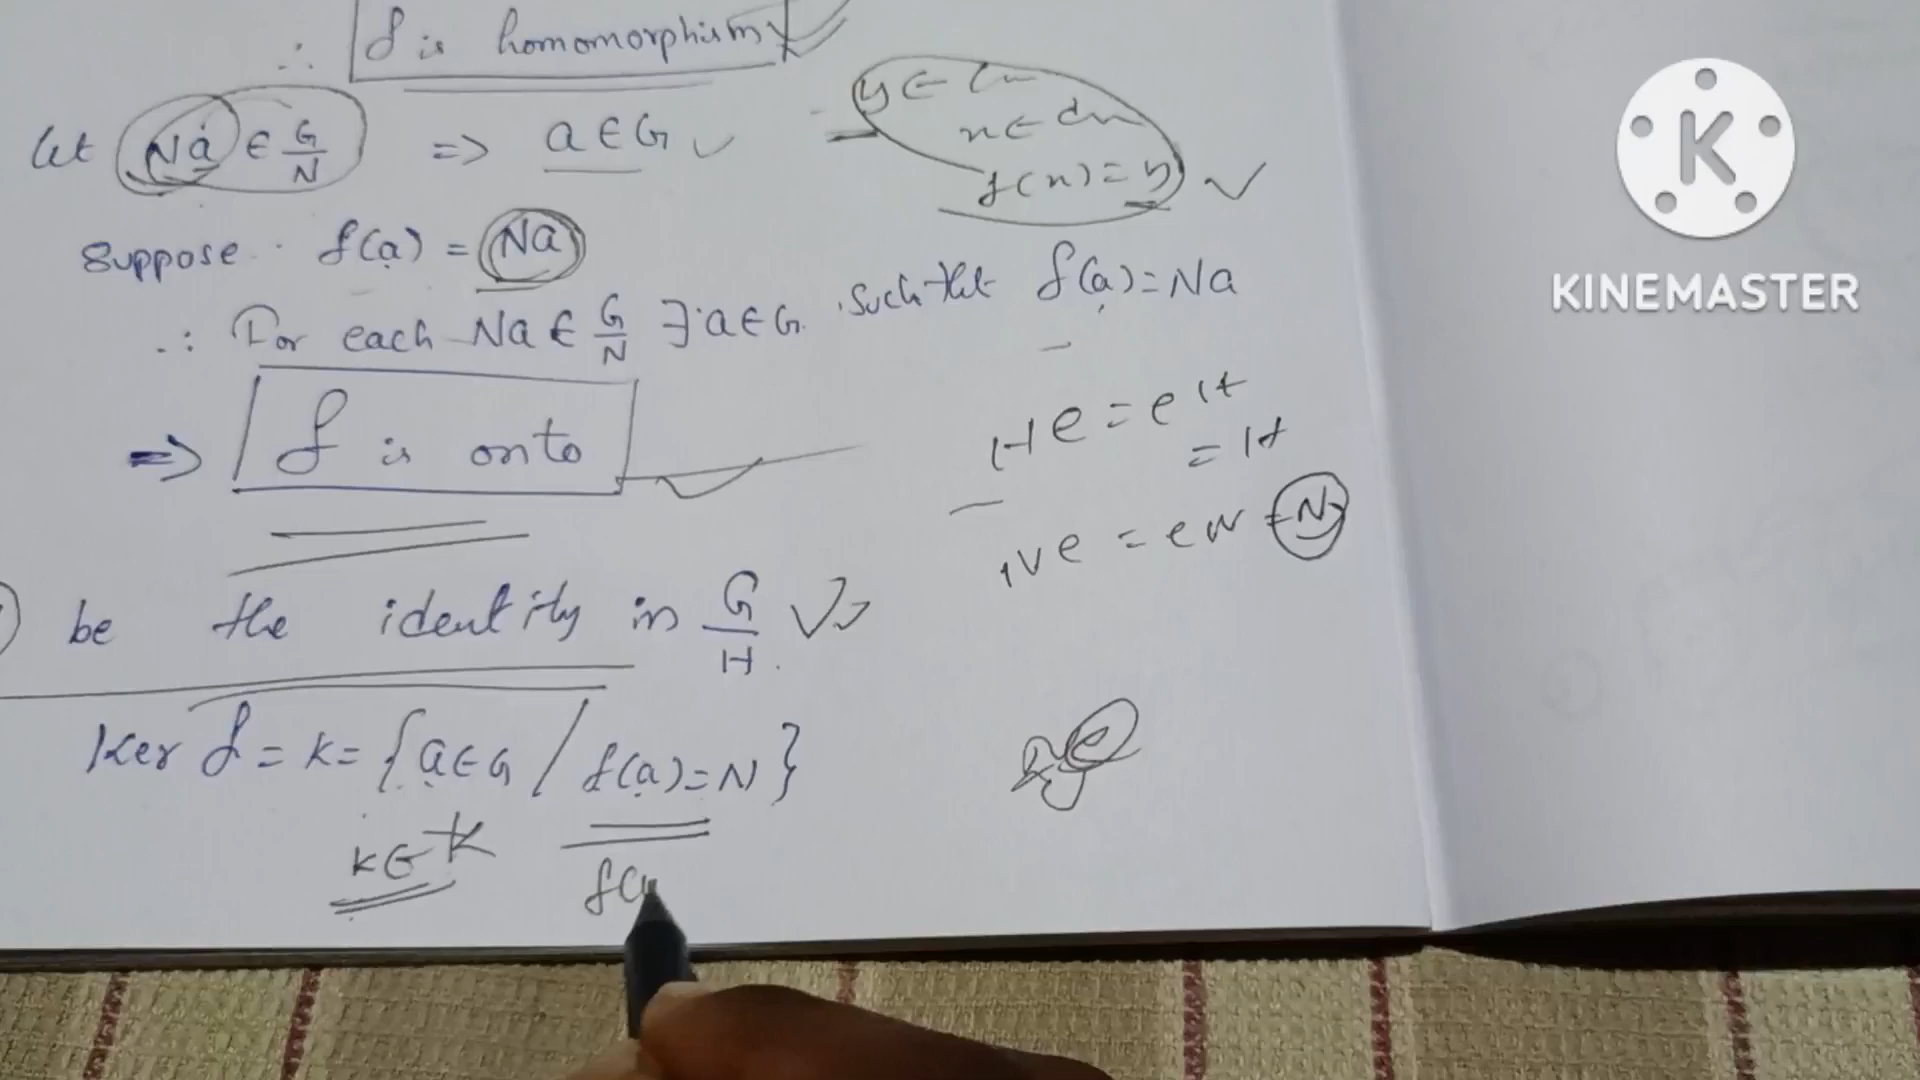 ∴ f is homomorphism
Let Na ∈ G/N => a ∈ G
y ∈
x ∈
f(x) = y
Suppose f(a) = Na
∴ For each Na ∈ G/N ∃ a ∈ G such that f(a) = Na
=> f is onto
He = eH
= H
Ne = eN = N
be the identity in G/H.
Ker f = K = {a ∈ G / f(a) = N}
k ∈ K
f(
K
KINEMASTER